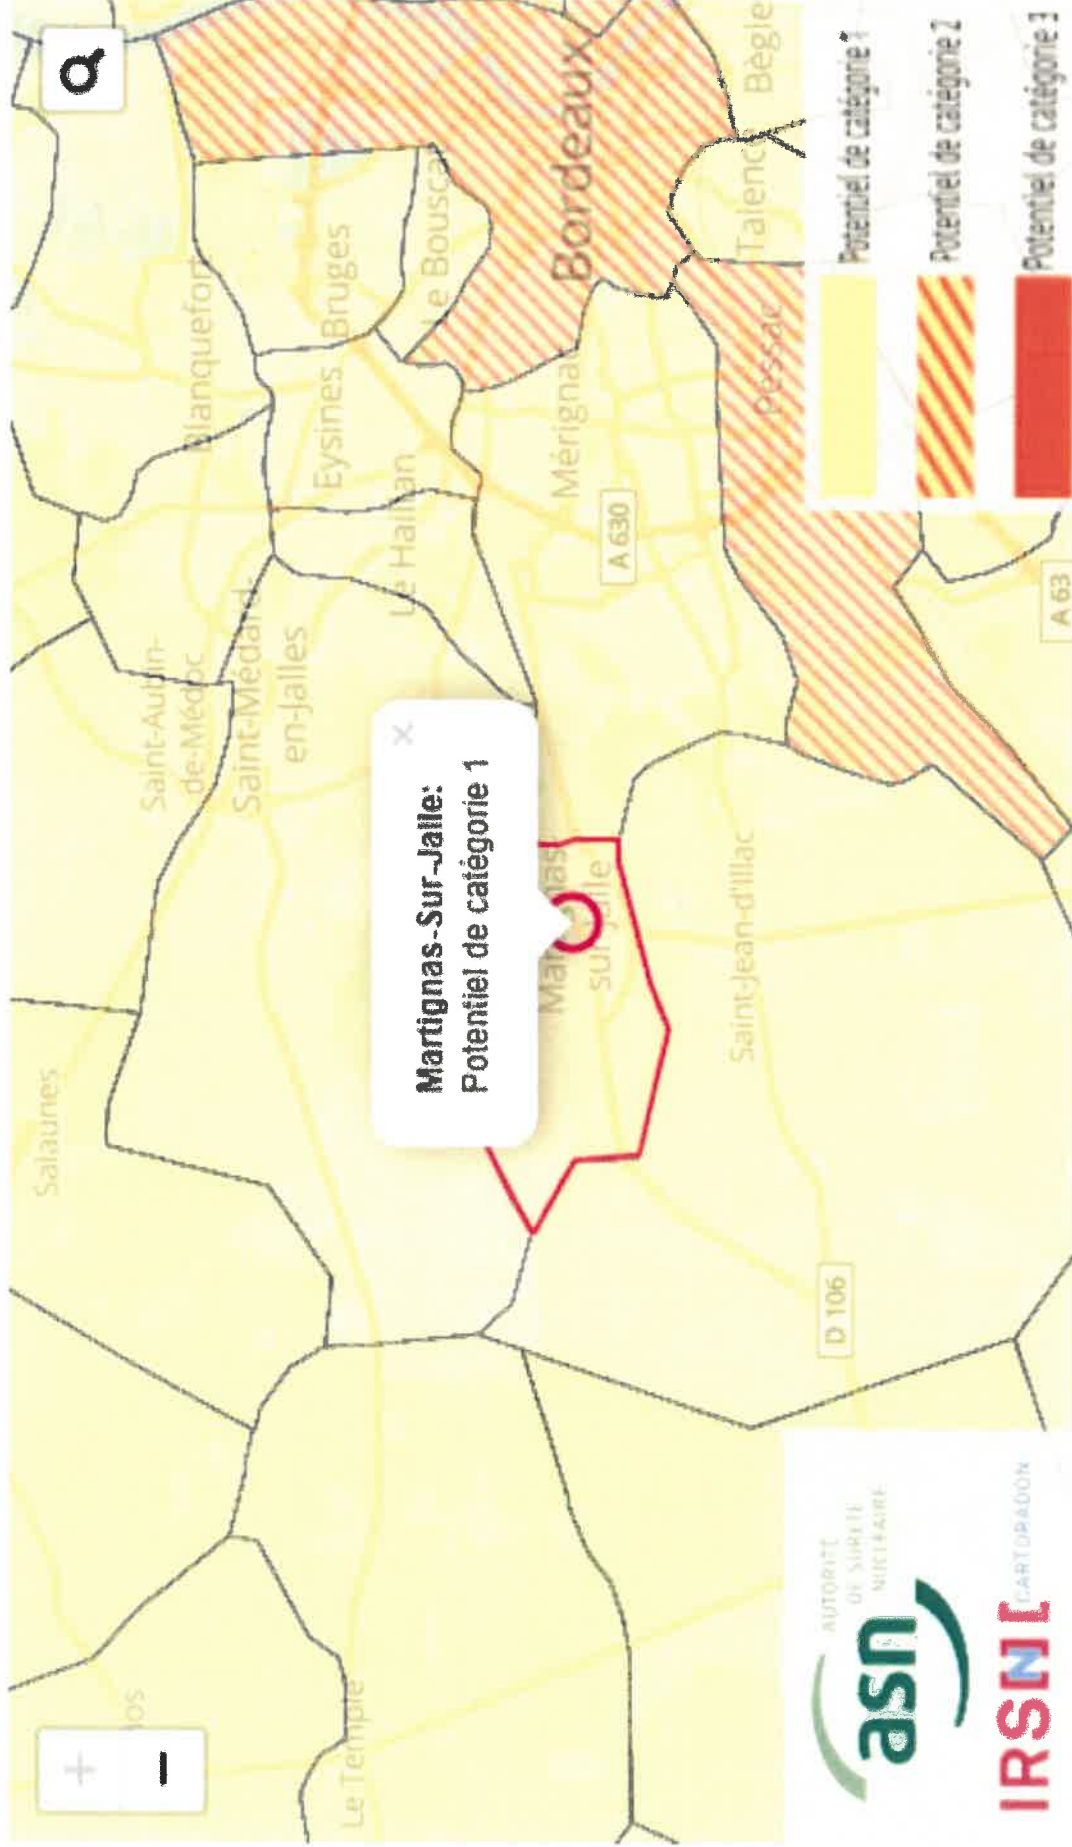 Salaunes
Saint-Aubin-
de-Médoc
Blanquefort
Saint-Médard-
en-Jalles
Eysines
Bruges
Le Haillan
Le Bouscat
Le Temple
Martignas-Sur-Jalle:
Potentiel de catégorie 1
×
Mérignac
Bordeaux
A 630
Saint-Jean-d'Illac
Pessac
Talence
Bègle
D 106
A 63
Potentiel de catégorie 1
Potentiel de catégorie 2
Potentiel de catégorie 3
AUTORITÉ
DE SÛRETÉ
NUCLÉAIRE
asn
IRSN
CARTORADON